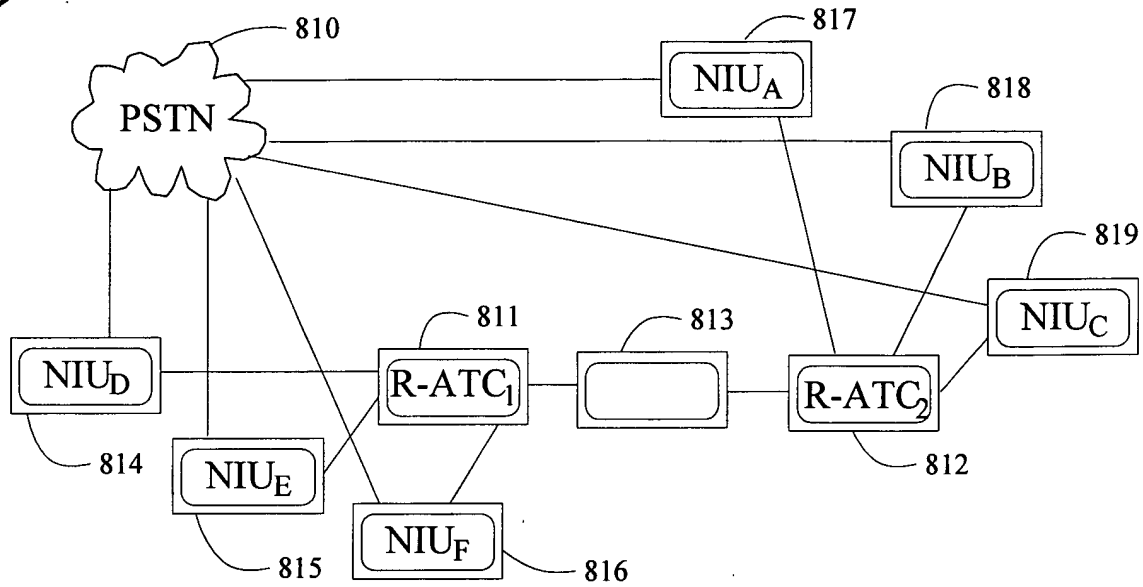 810
817
PSTN
NIU_A
818
NIU_B
819
NIU_C
811
813
NIU_D
R-ATC_1
R-ATC_2
814
NIU_E
812
NIU_F
815
816